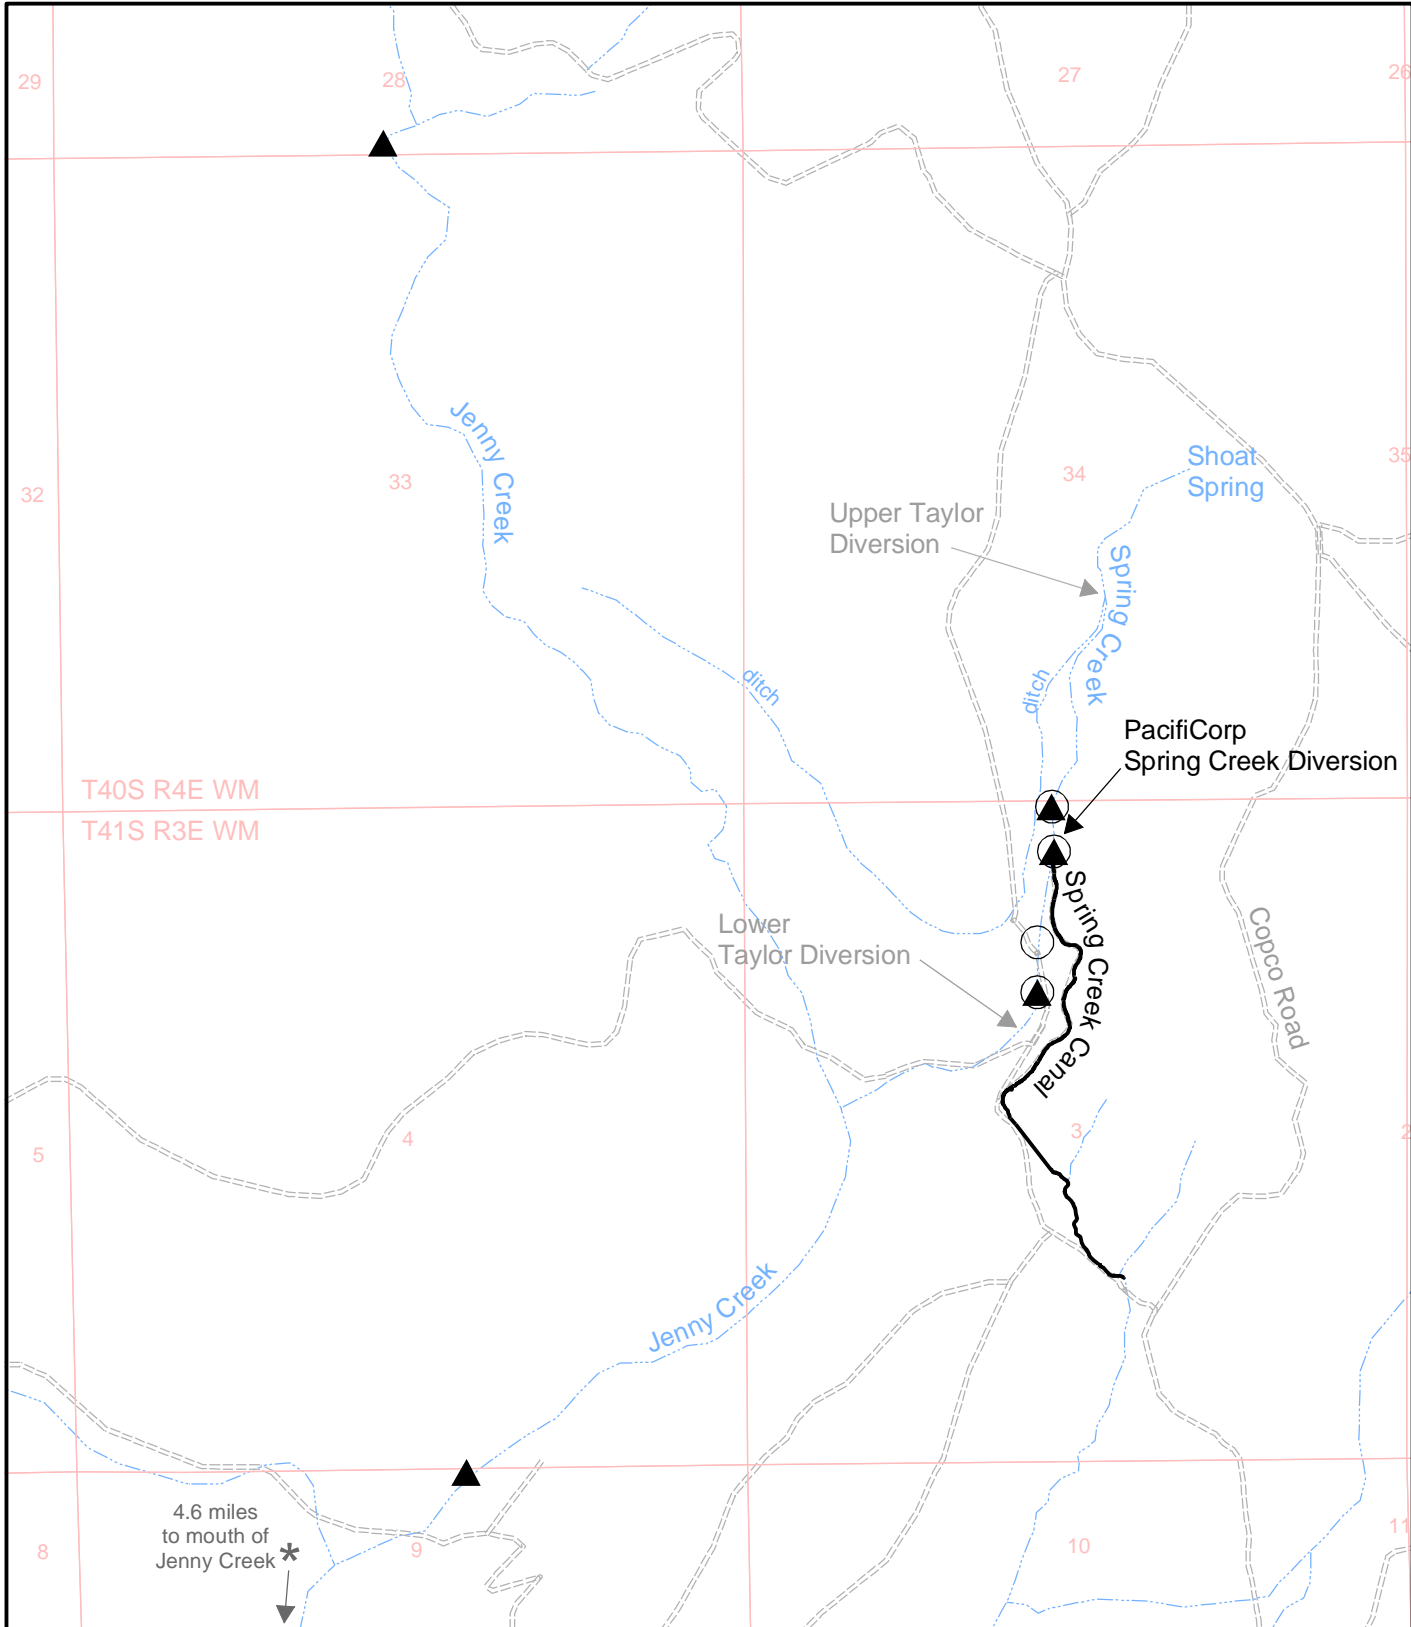 29
28
27
26
Jenny Creek
Shoat
Spring
32
33
34
35
Upper Taylor
Diversion
Spring Creek
ditch
ditch
PacifiCorp
Spring Creek Diversion
T40S R4E WM
T41S R3E WM
Lower
Taylor Diversion
Spring Creek Canal
Copco Road
5
4
3
2
Jenny Creek
4.6 miles
to mouth of
Jenny Creek *
8
9
10
11